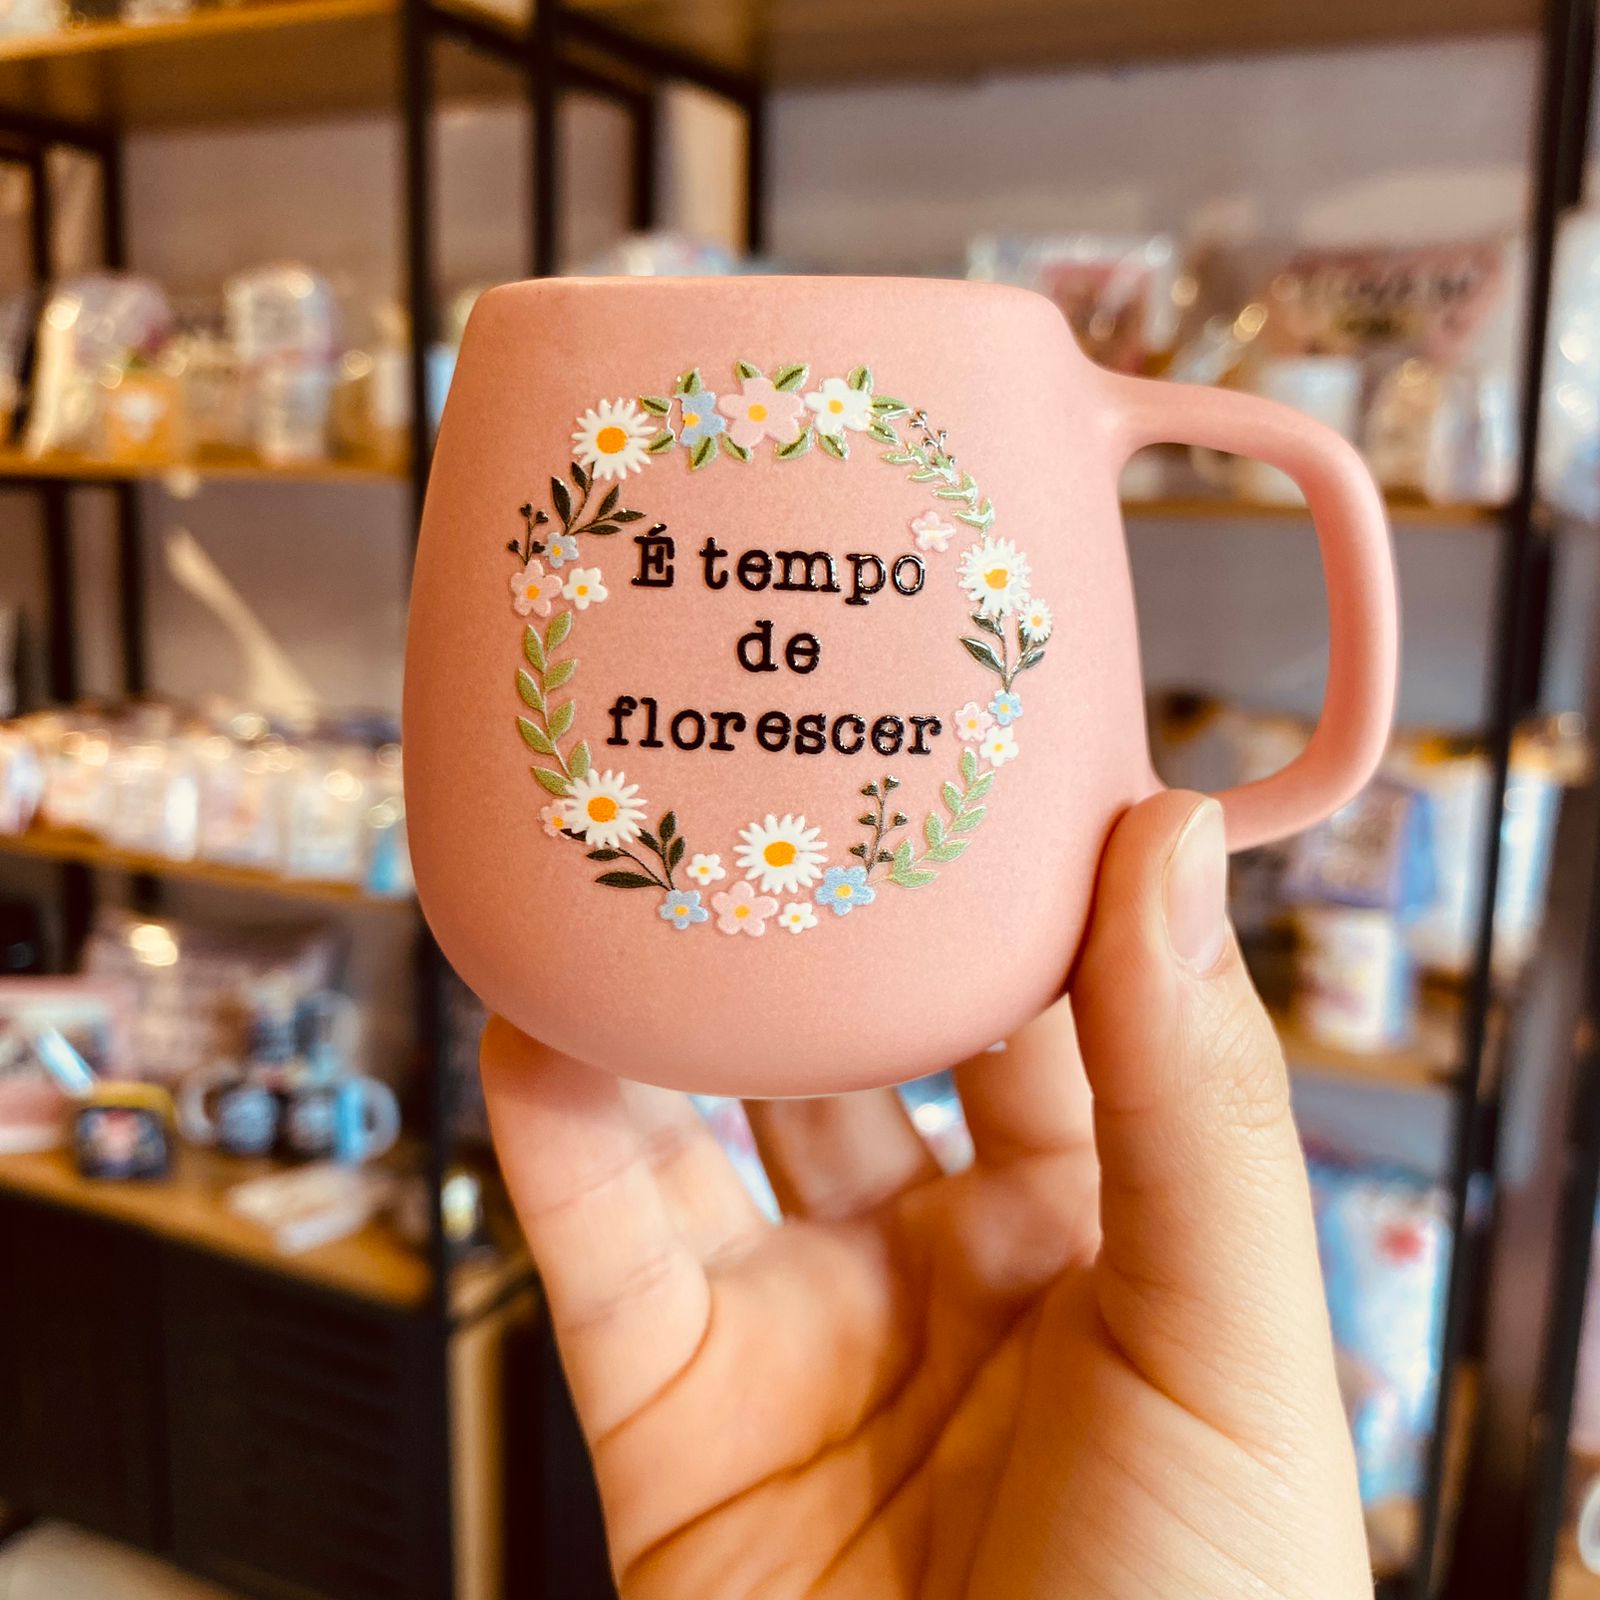 É tempo
de
florescer